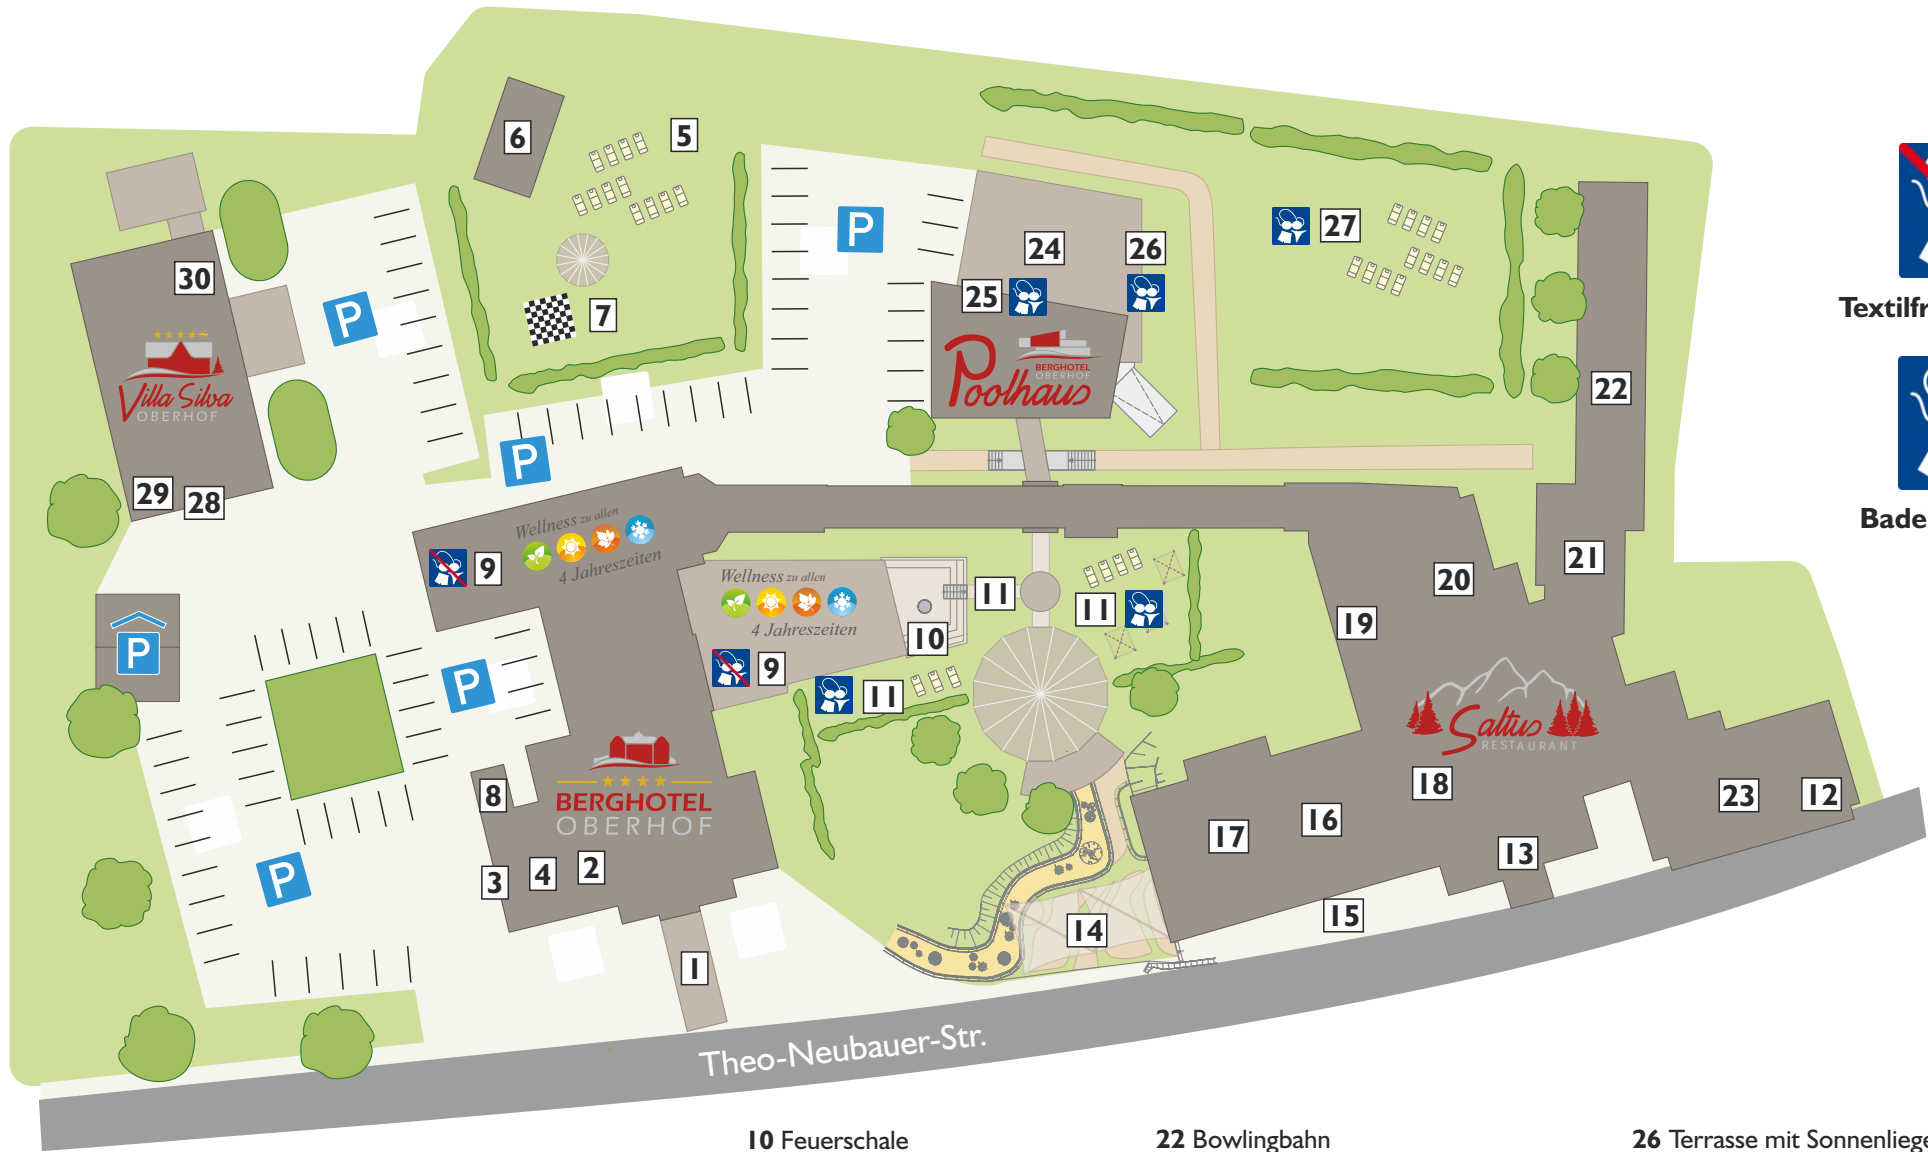 6
5
P
24
26
27
30
25
7
P
Villa Silva
OBERHOF
Poolhaus
BERGHOTEL
OBERHOF
22
P
29
28
Wellness zu allen
4 Jahreszeiten
9
Wellness zu allen
4 Jahreszeiten
11
11
10
9
11
21
20
19
P
P
Saltus
RESTAURANT
BERGHOTEL
OBERHOF
8
18
23
12
17
16
13
P
3
4
2
14
15
1
Theo-Neubauer-Str.
10 Feuerschale
22 Bowlingbahn
26 Terrasse mit Sonnenliege
Textilfr
Bade